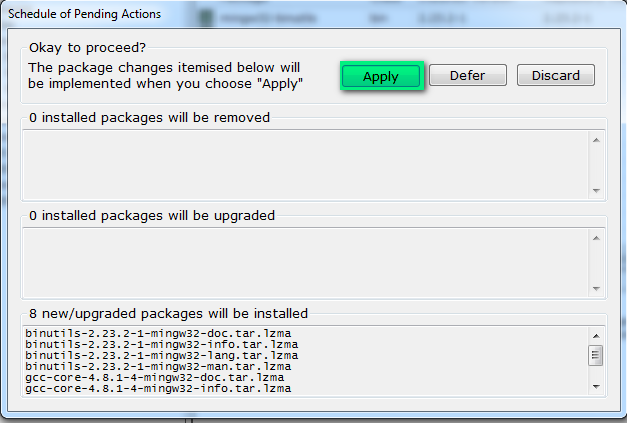 Schedule of Pending Actions
Okay to proceed?
The package changes itemised below will
be implemented when you choose "Apply"
Apply
Defer
Discard
0 installed packages will be removed
0 installed packages will be upgraded
8 new/upgraded packages will be installed
binutils-2.23.2-1-mingw32-doc.tar.lzma
binutils-2.23.2-1-mingw32-info.tar.lzma
binutils-2.23.2-1-mingw32-lang.tar.lzma
binutils-2.23.2-1-mingw32-man.tar.lzma
gcc-core-4.8.1-4-mingw32-doc.tar.lzma
gcc-core-4.8.1-4-mingw32-info.tar.lzma